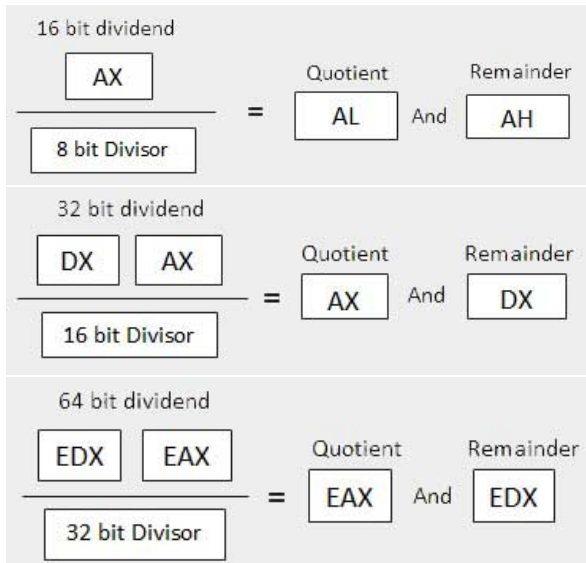 16 bit dividend
AX
8 bit Divisor
=
Quotient
AL
And
Remainder
AH
32 bit dividend
DX AX
16 bit Divisor
=
Quotient
AX
And
Remainder
DX
64 bit dividend
EDX EAX
32 bit Divisor
=
Quotient
EAX
And
Remainder
EDX